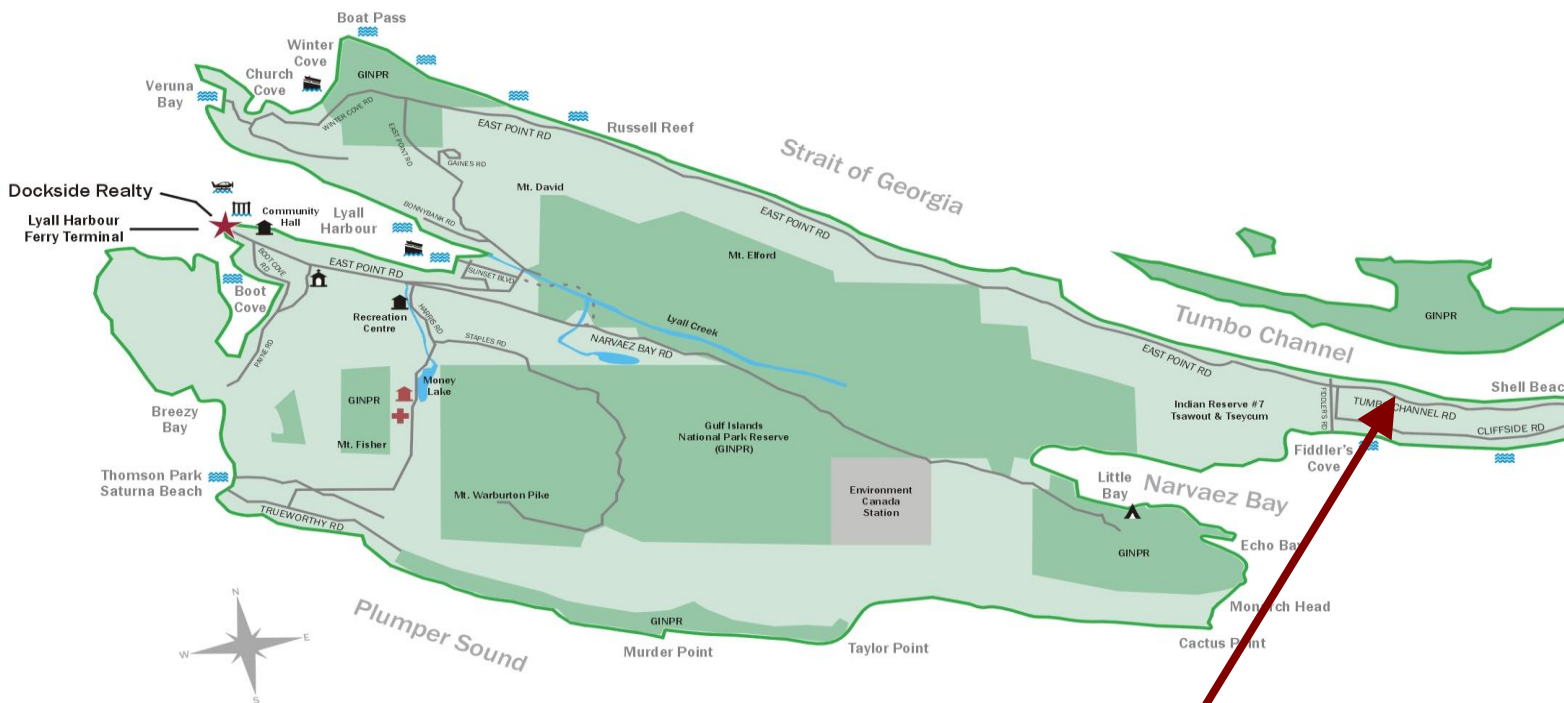 Boat Pass
Winter
Cove
GINPR
Church
Cove
Veruna
Bay
WINTER COVE RD
EAST POINT RD
EAST POINT RD
Russell Reef
GAINES RD
Strait of Georgia
Mt. David
Dockside Realty
Lyall Harbour
Ferry Terminal
Community
Hall
Lyall
Harbour
BONNYBANK RD
EAST POINT RD
Mt. Elford
EAST POINT RD
SUNSET BLVD
BOOT COVE
RD
Boot
Cove
Recreation
Centre
HARRIS RD
STAPLES RD
NARVAEZ BAY RD
Lyall Creek
Tumbo Channel
GINPR
EAST POINT RD
Shell Beac
PAYNE RD
Money
Lake
GINPR
Mt. Fisher
Breezy
Bay
Gulf Islands
National Park Reserve
(GINPR)
Indian Reserve #7
Tsawout & Tseycum
FIDDLER'S RD
TUMBO CHANNEL RD
CLIFFSIDE RD
Fiddler's
Cove
Thomson Park
Saturna Beach
Mt. Warburton Pike
Environment
Canada
Station
Little
Bay
Narvaez Bay
TRUEWORTHY RD
GINPR
Echo Bay
Monarch Head
Cactus Point
Plumper Sound
GINPR
Murder Point
Taylor Point
N
W
E
S